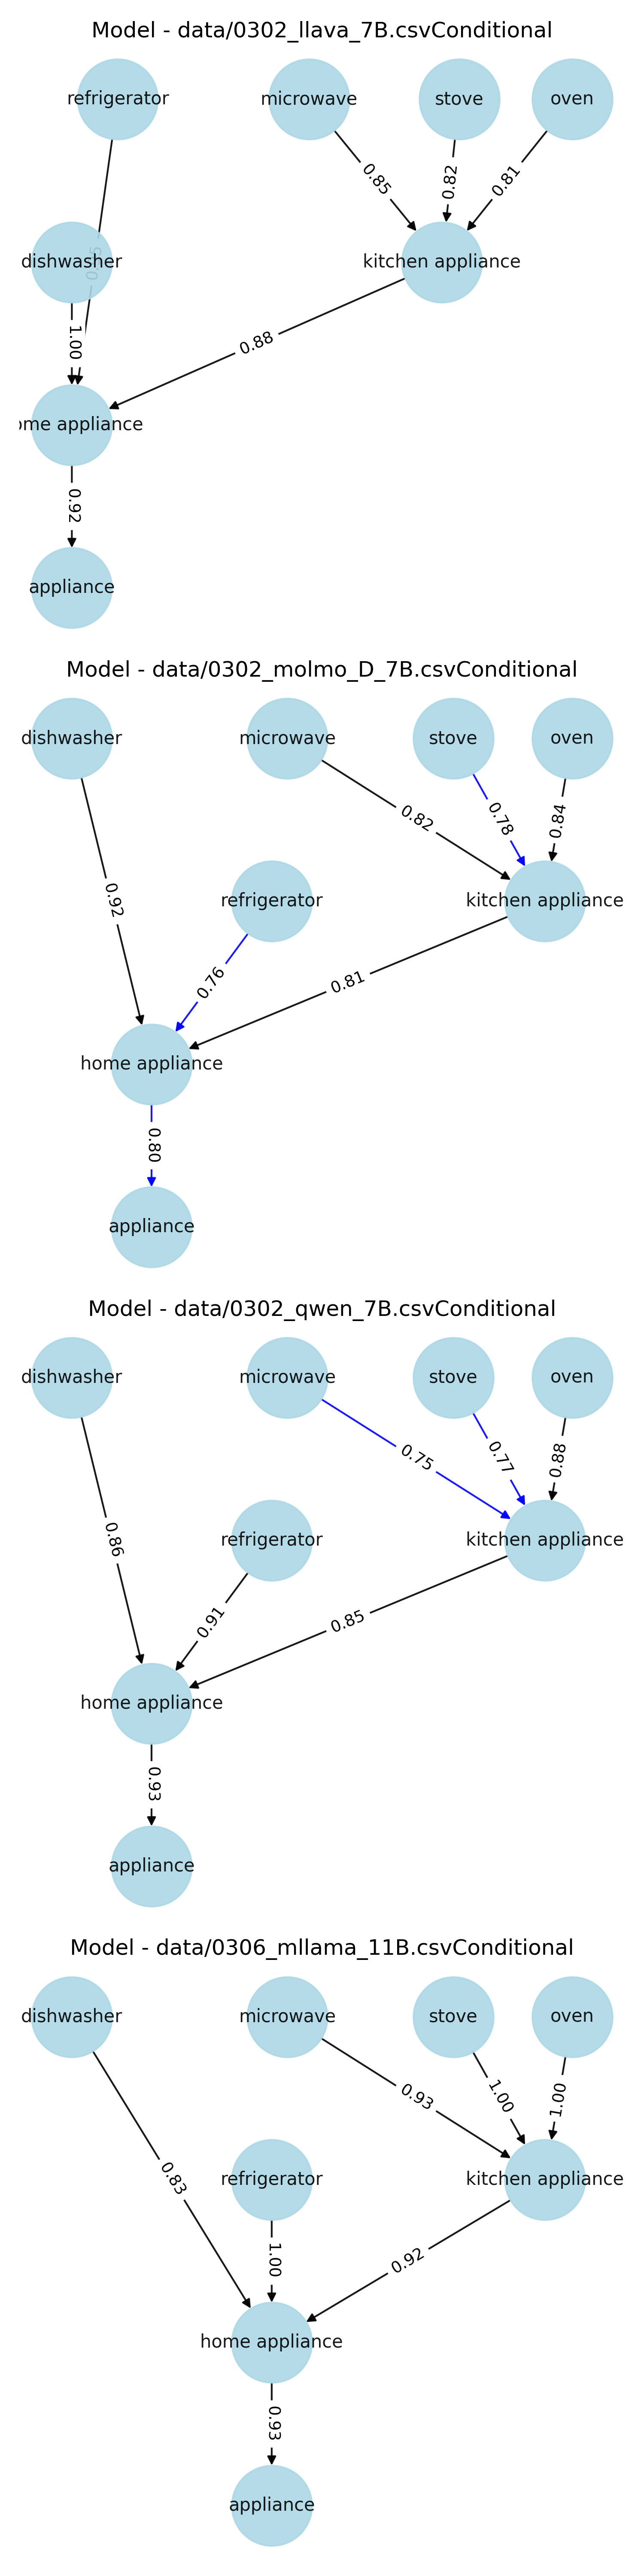 Model - data/0302_llava_7B.csvConditional
refrigerator
microwave
stove
oven
0.85
0.82
0.81
dishwasher
kitchen appliance
1.00
0.88
ome appliance
0.92
appliance
Model - data/0302_molmo_D_7B.csvConditional
dishwasher
microwave
stove
oven
0.82
0.78
0.84
0.92
refrigerator
kitchen appliance
0.76
0.81
home appliance
0.80
appliance
Model - data/0302_qwen_7B.csvConditional
dishwasher
microwave
stove
oven
0.75
0.77
0.88
0.86
refrigerator
kitchen appliance
0.91
0.85
home appliance
0.93
appliance
Model - data/0306_mllama_11B.csvConditional
dishwasher
microwave
stove
oven
0.93
1.00
1.00
0.83
refrigerator
kitchen appliance
1.00
0.92
home appliance
0.93
appliance